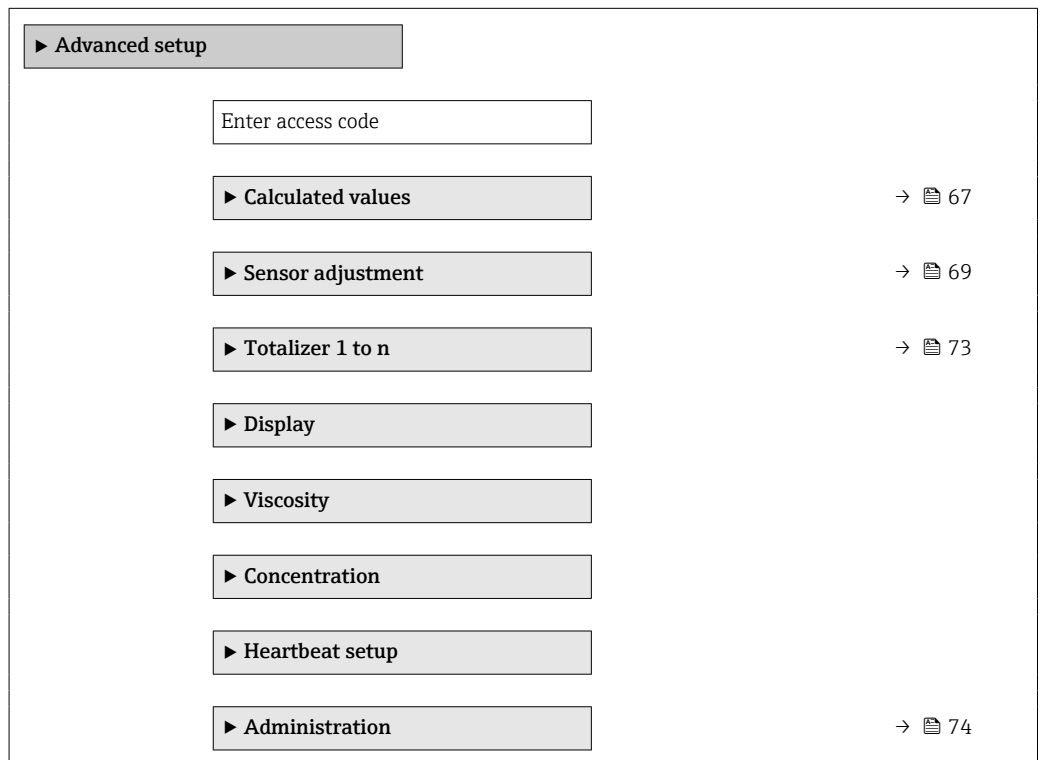 ▶ Advanced setup
Enter access code
▶ Calculated values → 67
▶ Sensor adjustment → 69
▶ Totalizer 1 to n → 73
▶ Display
▶ Viscosity
▶ Concentration
▶ Heartbeat setup
▶ Administration → 74